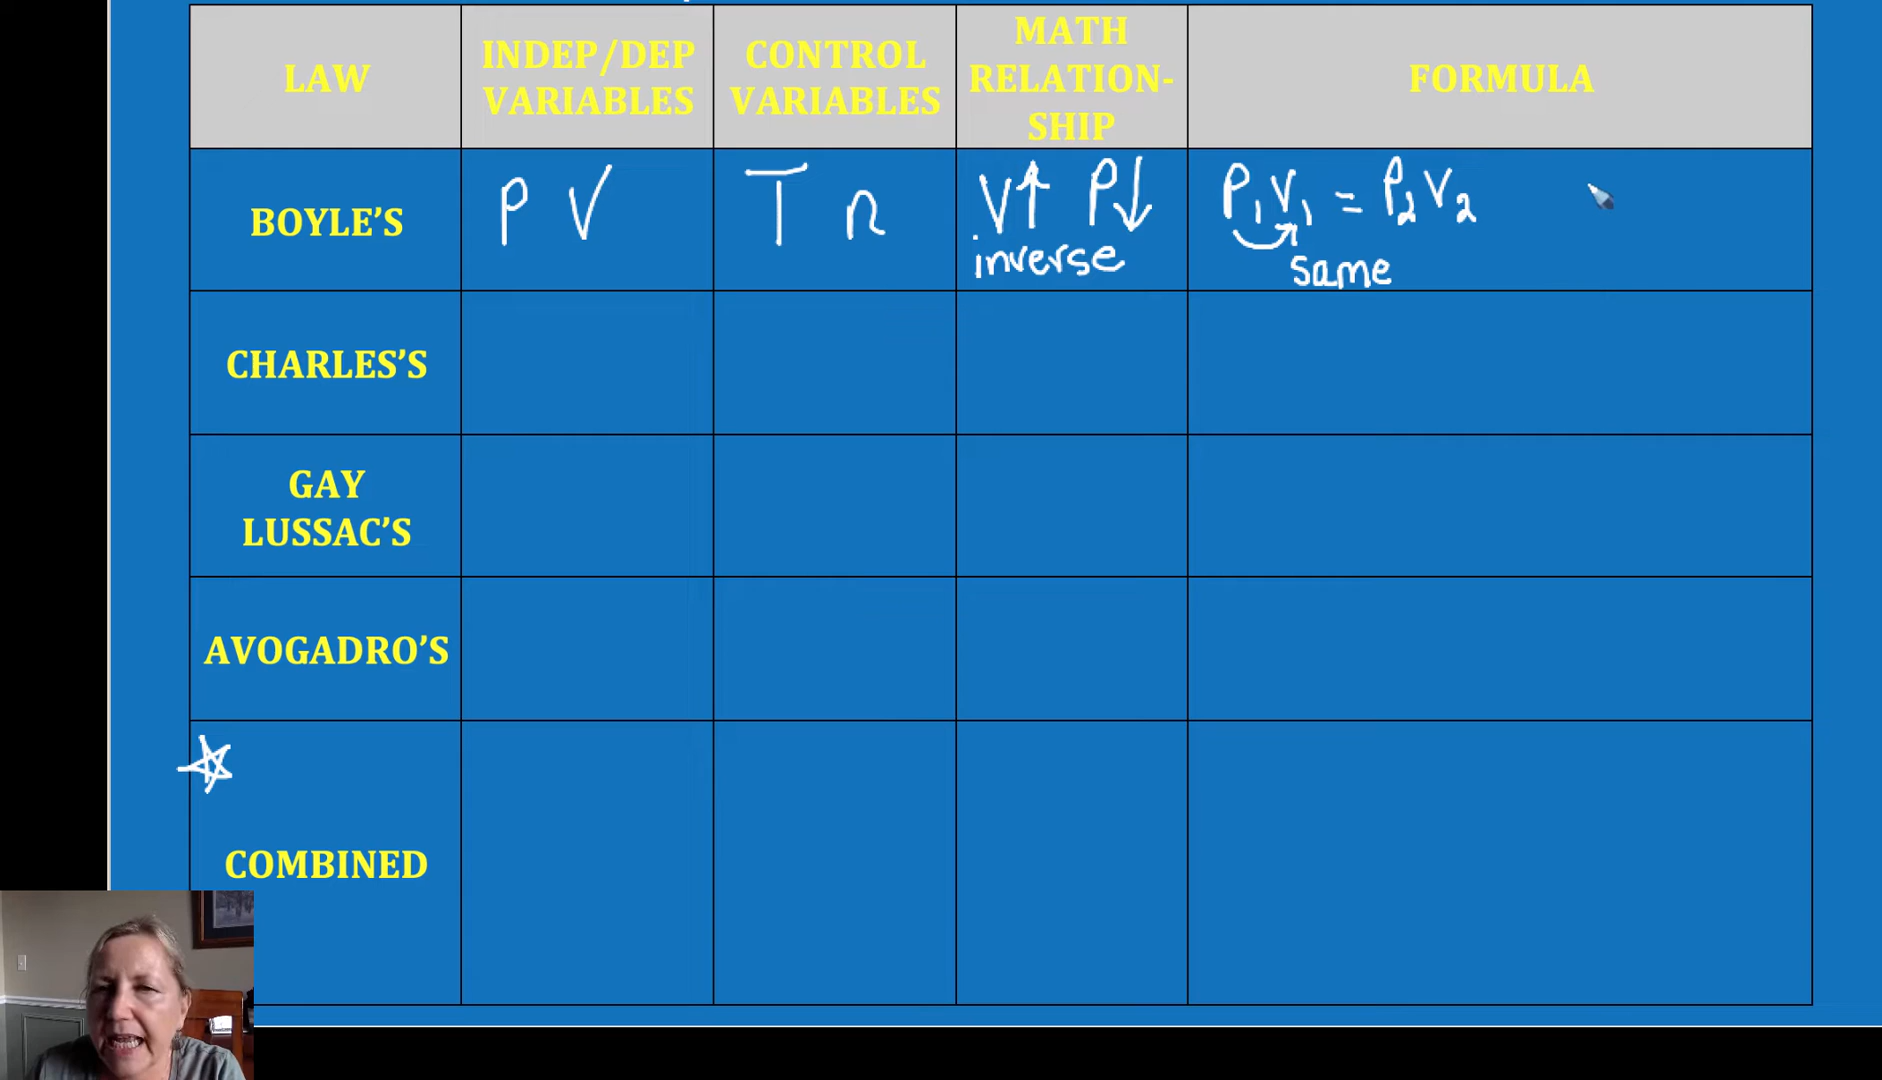 LAW
INDEP/DEP
VARIABLES
CONTROL
VARIABLES
MATH
RELATION-
SHIP
FORMULA
BOYLE’S
P V
T n
V↑ P↓
inverse
P₁V₁ = P₂V₂
same
CHARLES’S
GAY
LUSSAC’S
AVOGADRO’S
COMBINED